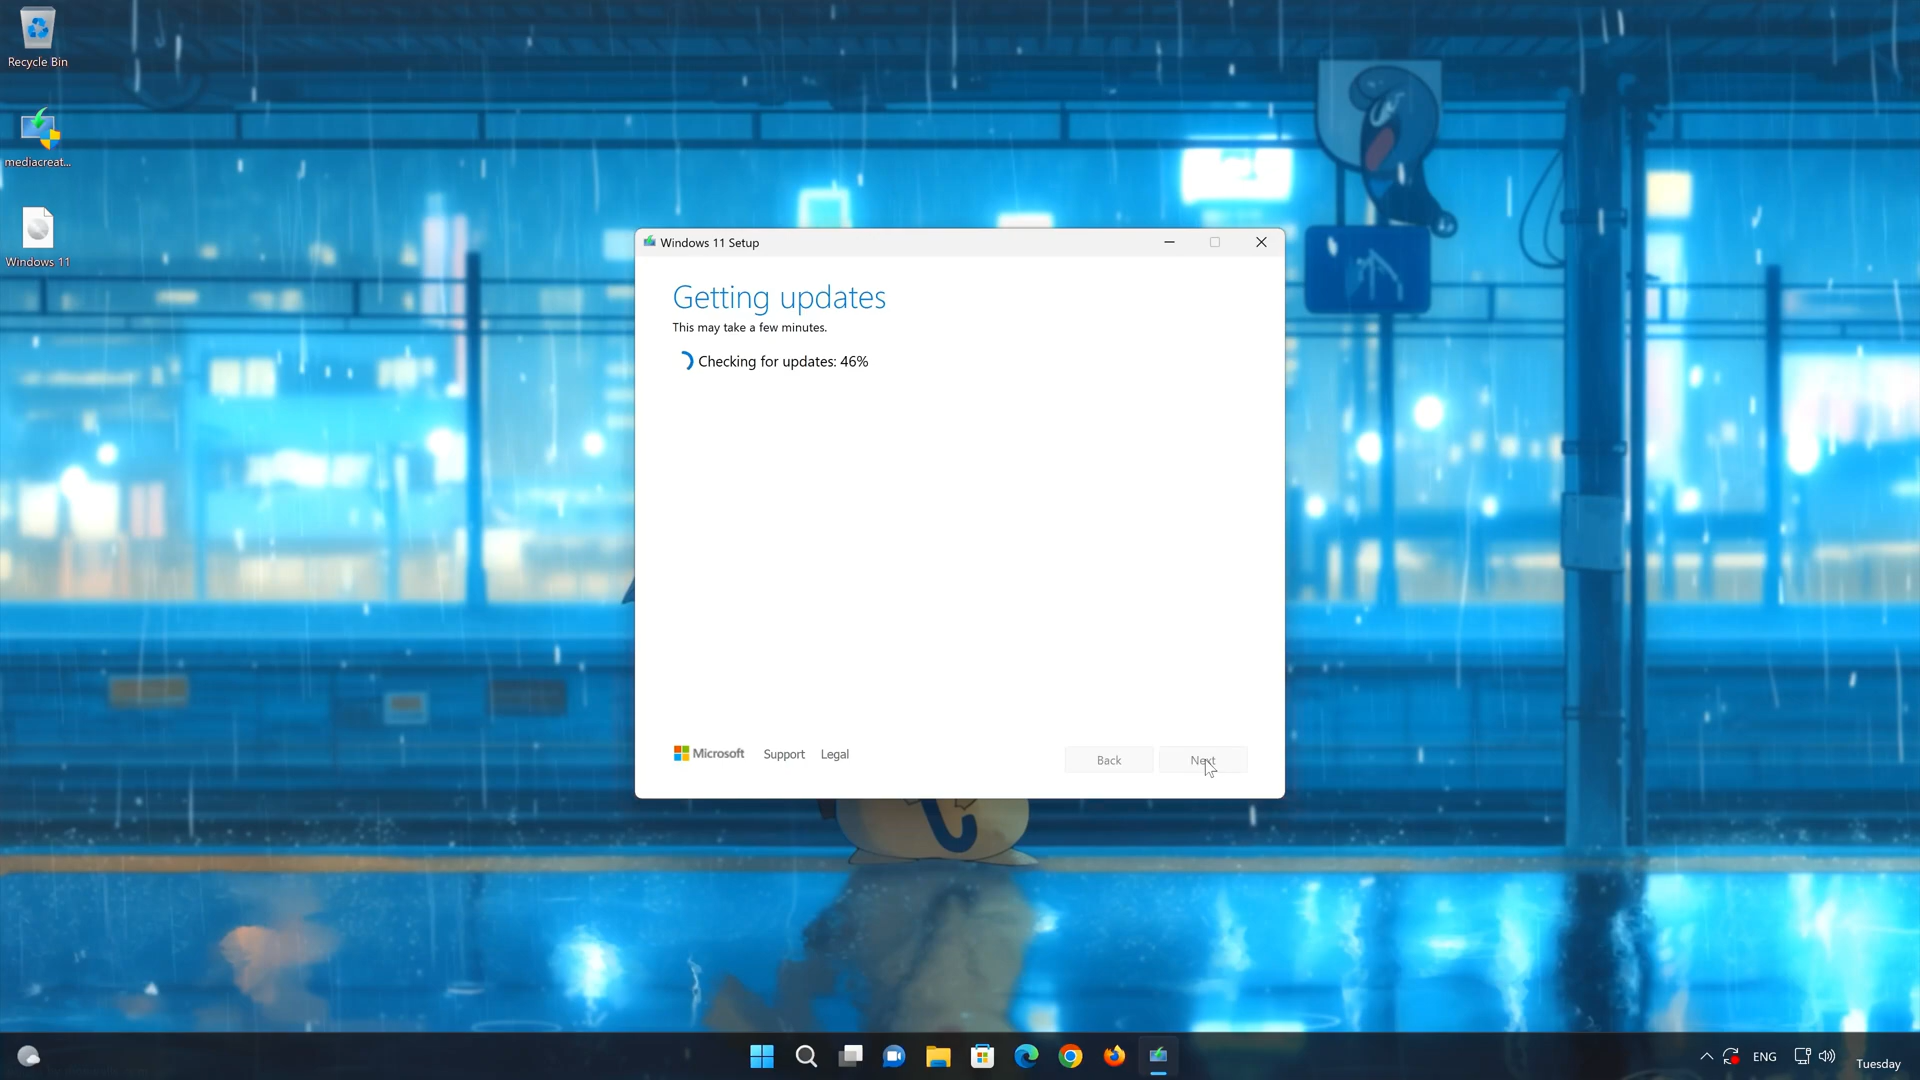 Recycle Bin
mediacreat...
Windows 11
Windows 11 Setup
Getting updates
This may take a few minutes.
Checking for updates: 46%
Microsoft
Support
Legal
Back
Next
ENG
Tuesday